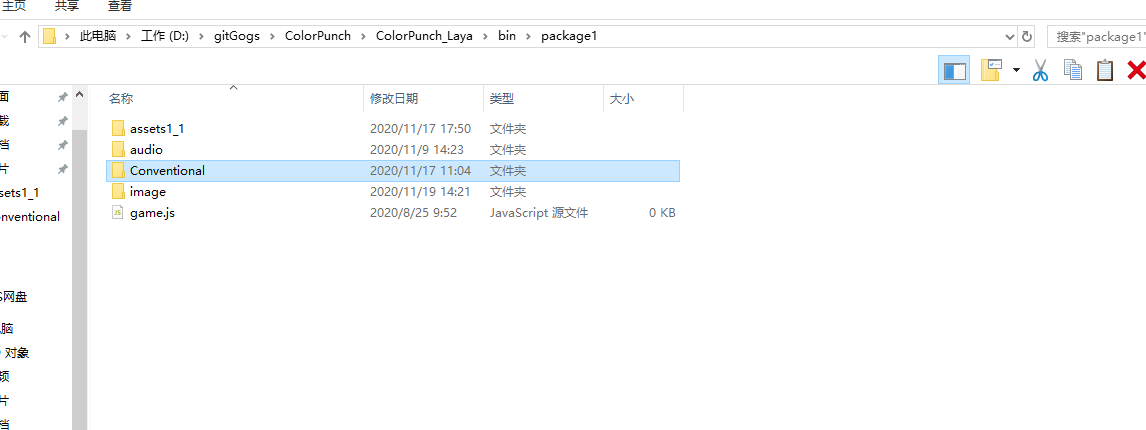 主页 共享 查看
此电脑 工作 (D:) gitGogs ColorPunch ColorPunch_Laya bin package1 搜索"package1"
名称 修改日期 类型 大小
面
载
档
片
sets1_1
nventional
网盘
脑
对象
频
片
档
assets1_1 2020/11/17 17:50 文件夹
audio 2020/11/9 14:23 文件夹
Conventional 2020/11/17 11:04 文件夹
image 2020/11/19 14:21 文件夹
game.js 2020/8/25 9:52 JavaScript 源文件 0 KB